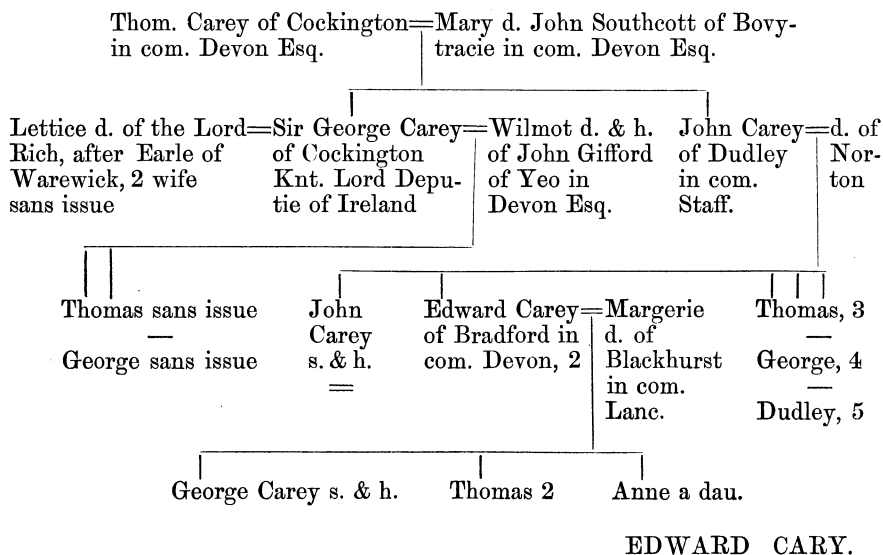 Thom. Carey of Cockington=Mary d. John Southcott of Bovy-
in com. Devon Esq. tracie in com. Devon Esq.
Lettice d. of the Lord=Sir George Carey=Wilmot d. & h. John Carey=d. of
Rich, after Earle of of Cockington of John Gifford of Dudley Nor-
Warewick, 2 wife Knt. Lord Depu- of Yeo in in com. ton
sans issue tie of Ireland Devon Esq. Staff.
Thomas sans issue John Edward Carey=Margerie Thomas, 3
— Carey of Bradford in d. of —
George sans issue s. & h. com. Devon, 2 Blackhurst George, 4
= in com. —
Lanc. Dudley, 5
George Carey s. & h. Thomas 2 Anne a dau.
EDWARD CARY.